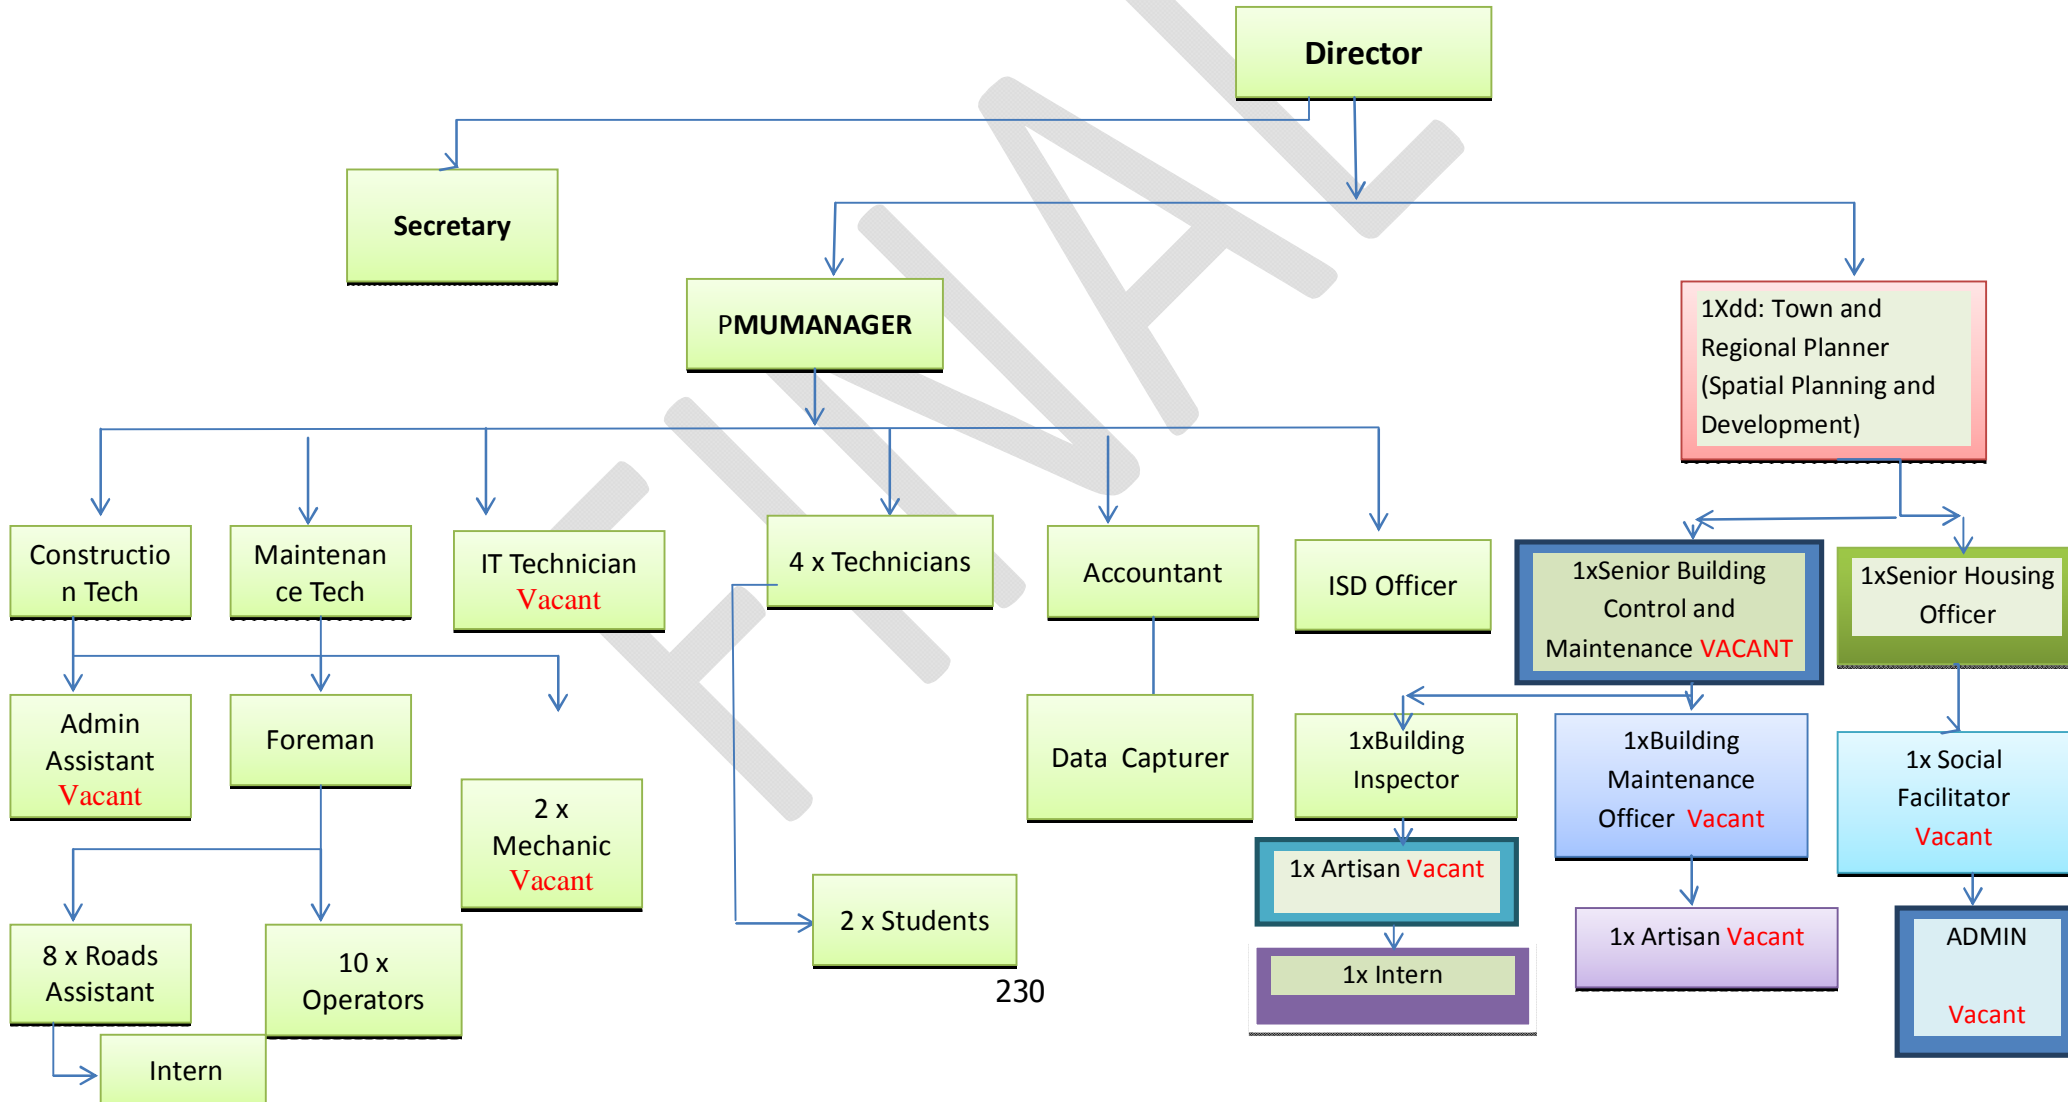 Director
Secretary
PMUMANAGER
1Xdd: Town and
Regional Planner
(Spatial Planning and
Development)
Constructio
n Tech
Maintenan
ce Tech
IT Technician
Vacant
4 x Technicians
Accountant
ISD Officer
1xSenior Building
Control and
Maintenance VACANT
1xSenior Housing
Officer
Admin
Assistant
Vacant
Foreman
2 x
Mechanic
Vacant
Data  Capturer
1xBuilding
Inspector
1xBuilding
Maintenance
Officer  Vacant
1x Social
Facilitator
Vacant
1x Artisan Vacant
8 x Roads
Assistant
10 x
Operators
2 x Students
1x Intern
1x Artisan Vacant
ADMIN
Vacant
Intern
230
FINAL